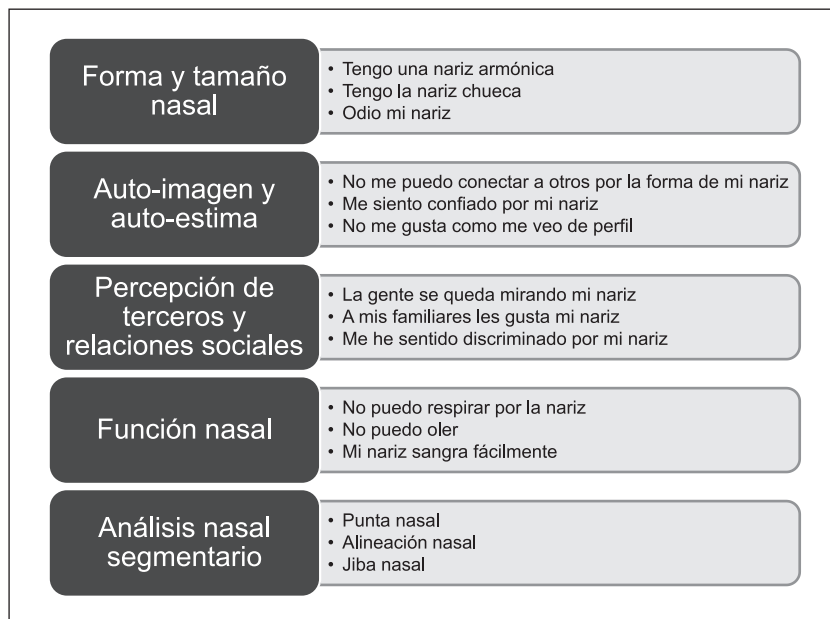 Forma y tamaño
nasal
• Tengo una nariz armónica
• Tengo la nariz chueca
• Odio mi nariz
Auto-imagen y
auto-estima
• No me puedo conectar a otros por la forma de mi nariz
• Me siento confiado por mi nariz
• No me gusta como me veo de perfil
Percepción de
terceros y
relaciones sociales
• La gente se queda mirando mi nariz
• A mis familiares les gusta mi nariz
• Me he sentido discriminado por mi nariz
Función nasal
• No puedo respirar por la nariz
• No puedo oler
• Mi nariz sangra fácilmente
Análisis nasal
segmentario
• Punta nasal
• Alineación nasal
• Jiba nasal